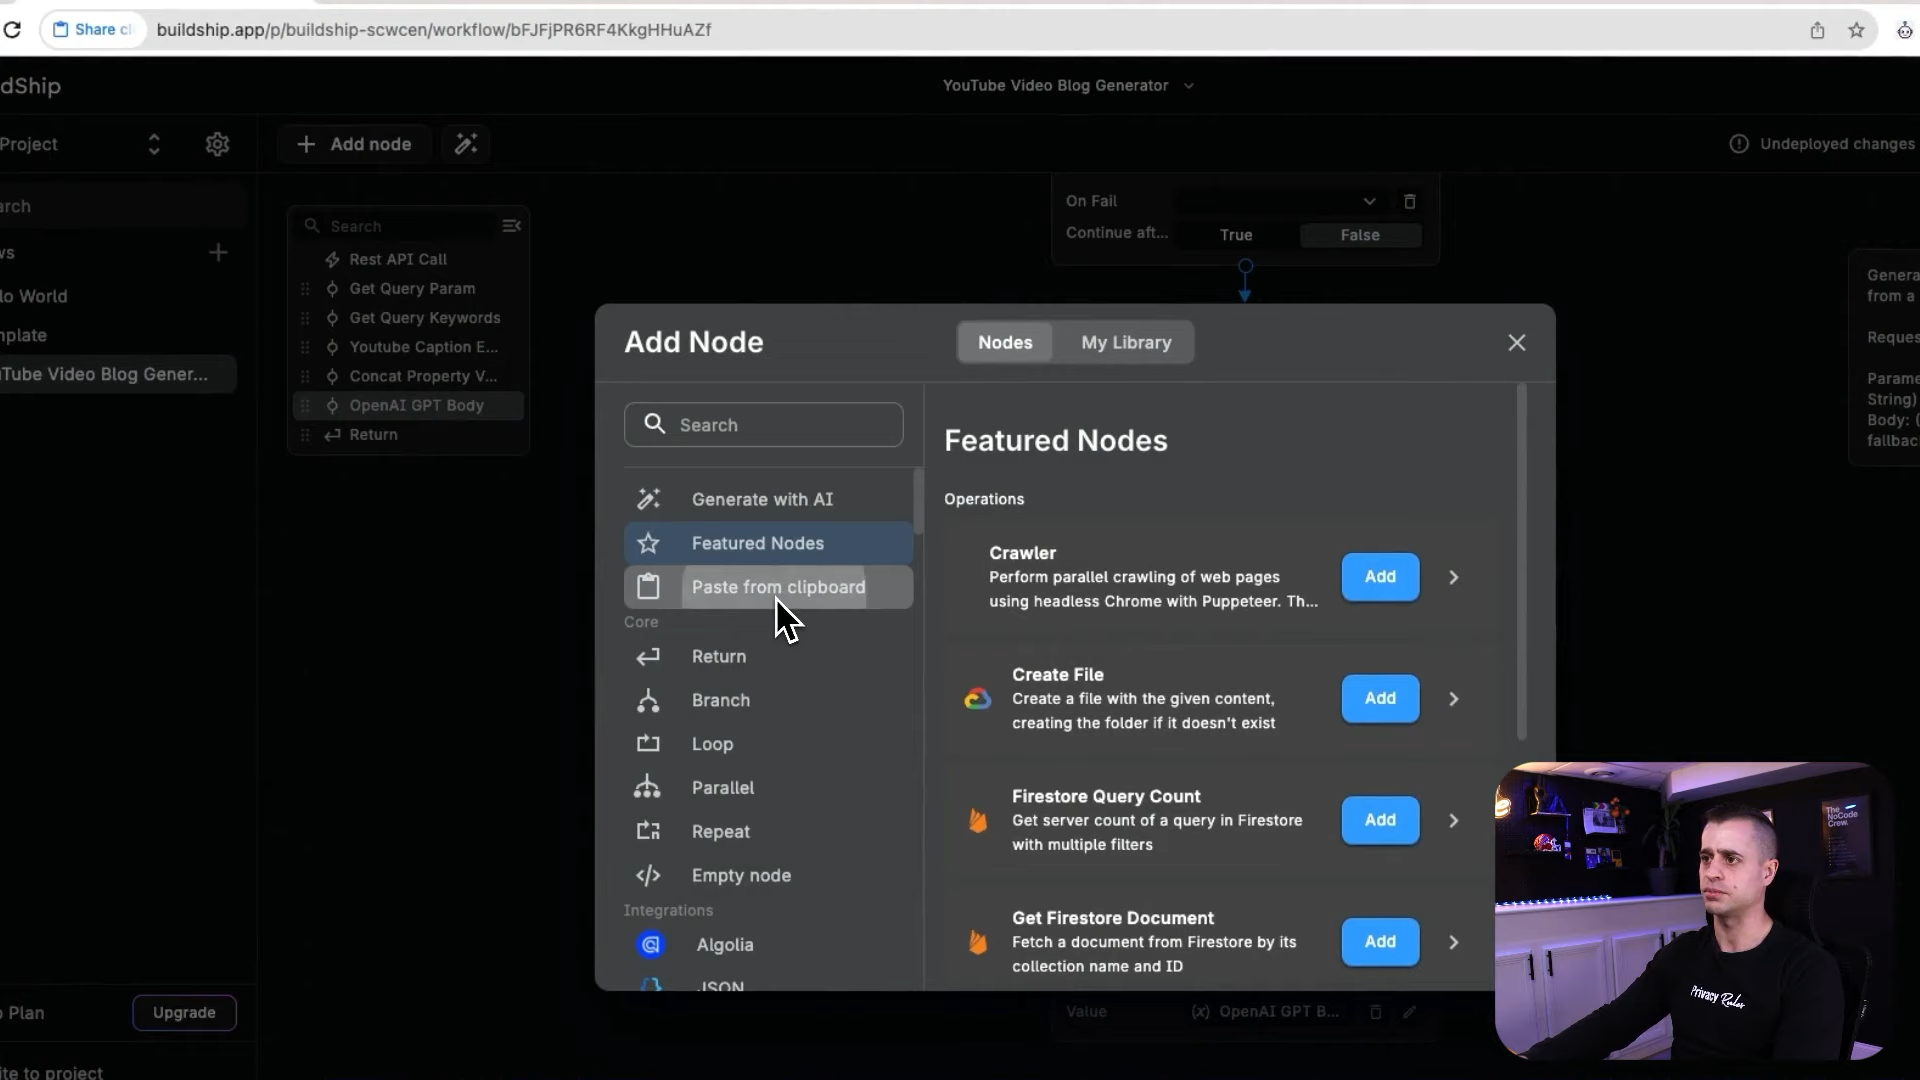 Share cl
buildship.app/p/buildship-scwcen/workflow/bFJFjPR6RF4KkgHHuAZf
dShip
YouTube Video Blog Generator
Project
Add node
Undeployed changes
arch
ws
lo World
mplate
Tube Video Blog Gener...
Search
Rest API Call
Get Query Param
Get Query Keywords
Youtube Caption E...
Concat Property V...
OpenAI GPT Body
Return
On Fail
Continue aft...
True
False
Genera
from a
Reques
Parame
String)
Body: (
fallbac
Add Node
Nodes
My Library
Search
Generate with AI
Featured Nodes
Paste from clipboard
Core
Return
Branch
Loop
Parallel
Repeat
Empty node
Integrations
Algolia
JSON
Featured Nodes
Operations
Crawler
Perform parallel crawling of web pages
using headless Chrome with Puppeteer. Th...
Add
Create File
Create a file with the given content,
creating the folder if it doesn't exist
Add
Firestore Query Count
Get server count of a query in Firestore
with multiple filters
Add
Get Firestore Document
Fetch a document from Firestore by its
collection name and ID
Add
Value
(x) OpenAI GPT B...
o Plan
Upgrade
ite to project
The
NoCode
Crew.
Privacy Rules